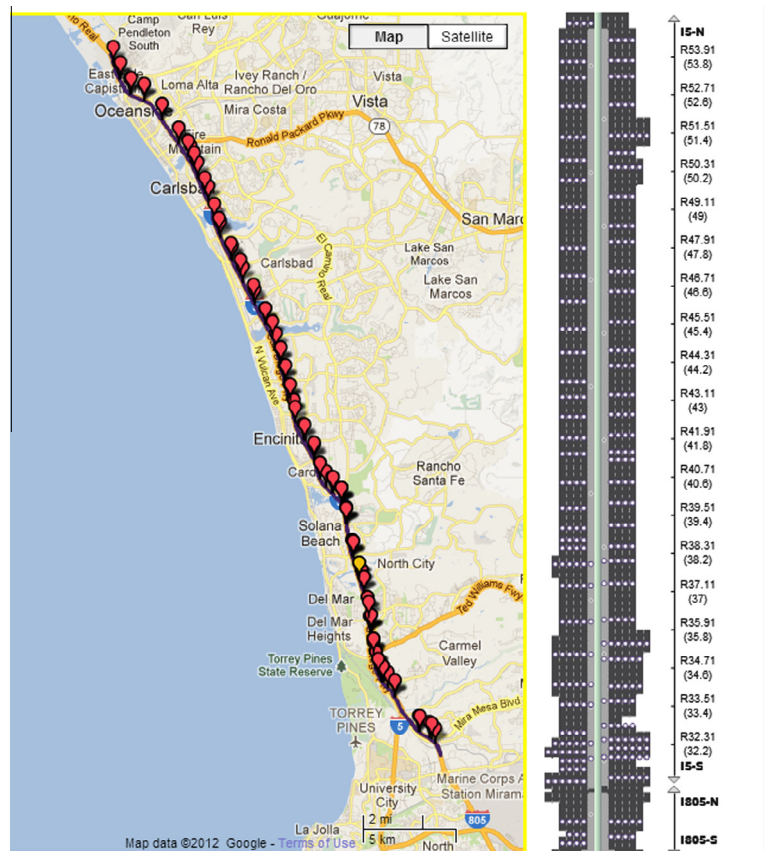 Camp
Pendleton
South
San Luis
Rey
Guajome
Map
Satellite
Ivey Ranch /
Rancho Del Oro
Vista
Loma Alta
Mira Costa
Vista
Ronald Packard Pkwy
78
Carlsbad
El Camino Real
Lake San
Marcos
Lake San
Marcos
N Vulcan Ave
Rancho
Santa Fe
Solana
Beach
North City
Del Mar
Del Mar
Heights
Ted Williams Fwy
Carmel
Valley
Torrey Pines
State Reserve
TORREY
PINES
5
Mira Mesa Blvd
Marine Corps A
Station Miram
University
City
805
La Jolla
North
2 mi
5 km
Map data ©2012 Google - Terms of Use
I5-N
R53.91
(53.8)
R52.71
(52.6)
R51.51
(51.4)
R50.31
(50.2)
R49.11
(49)
R47.91
(47.8)
R46.71
(46.6)
R45.51
(45.4)
R44.31
(44.2)
R43.11
(43)
R41.91
(41.8)
R40.71
(40.6)
R39.51
(39.4)
R38.31
(38.2)
R37.11
(37)
R35.91
(35.8)
R34.71
(34.6)
R33.51
(33.4)
R32.31
(32.2)
I5-S
I805-N
I805-S